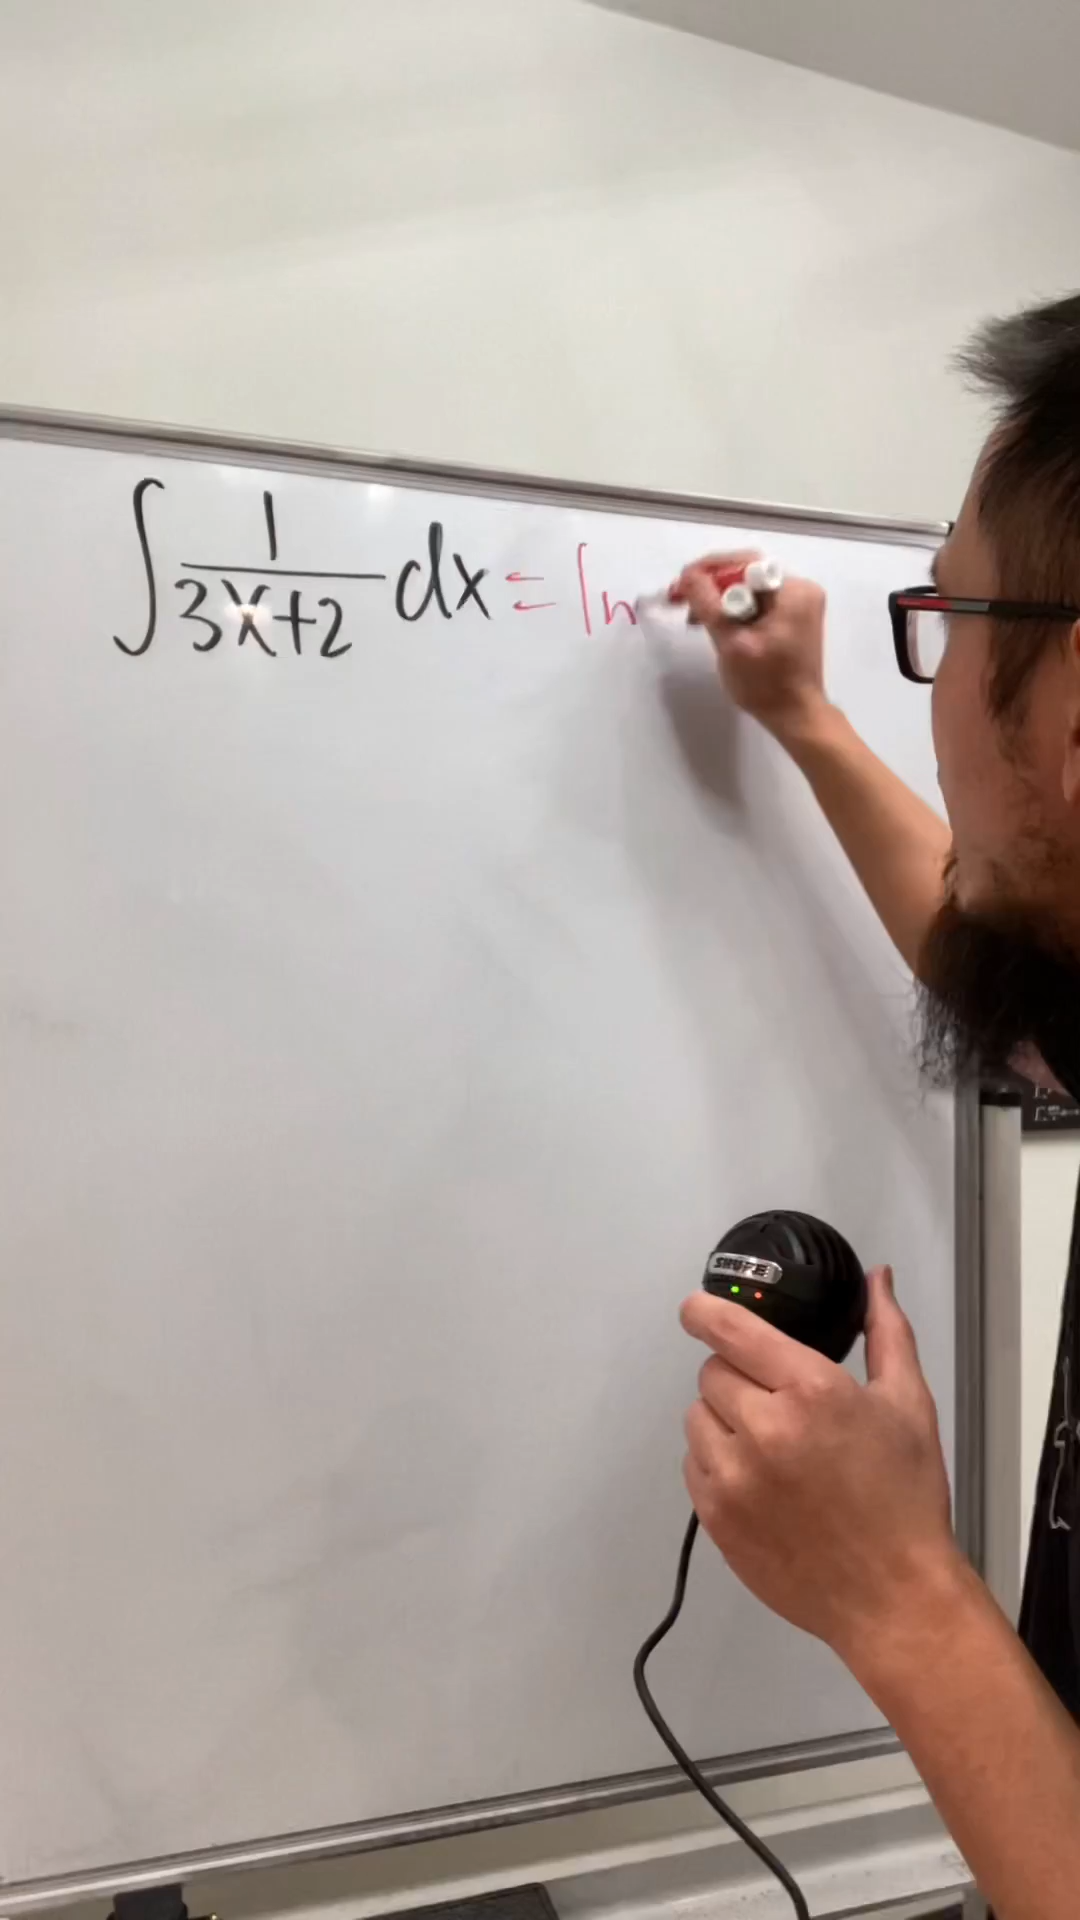 ∫ 1/(3x+2) dx = ln
SHURE